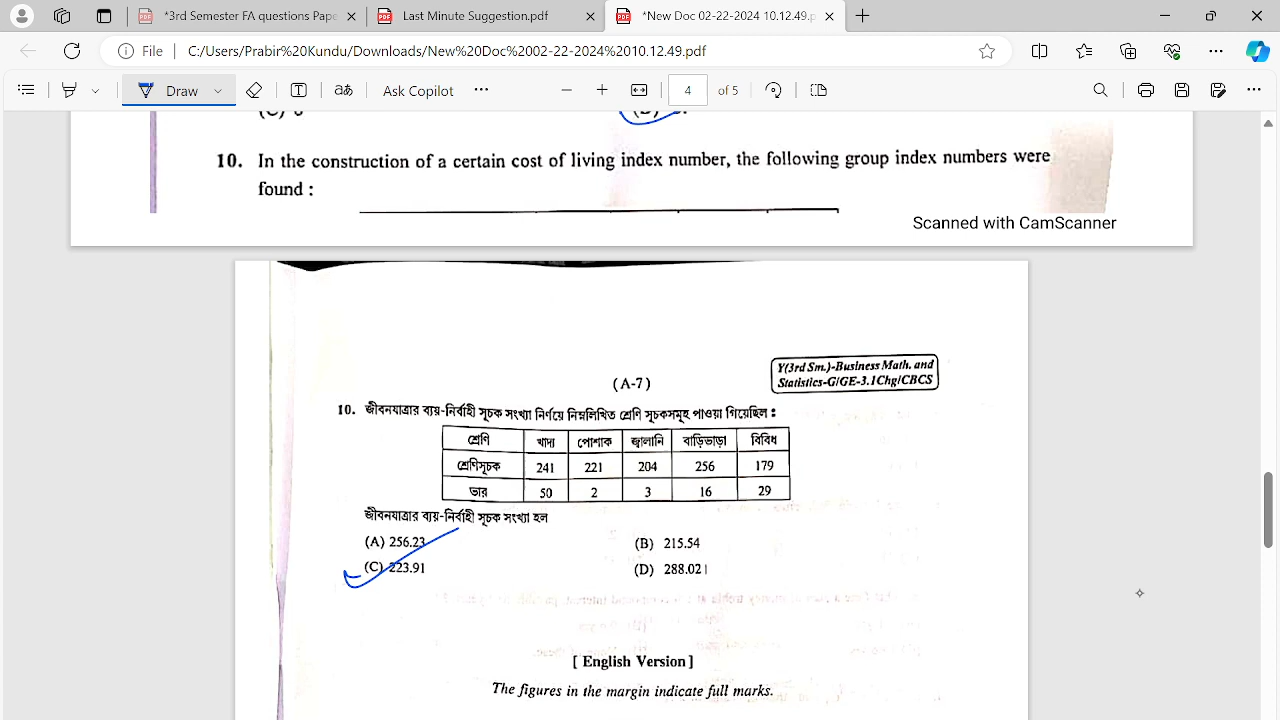 *3rd Semester FA questions Pape
Last Minute Suggestion.pdf
*New Doc 02-22-2024 10.12.49.p
File
C:/Users/Prabir%20Kundu/Downloads/New%20Doc%2002-22-2024%2010.12.49.pdf
Draw
Ask Copilot
4 of 5
10. In the construction of a certain cost of living index number, the following group index numbers were
found :
Scanned with CamScanner
Y(3rd Sm.)-Business Math. and
Statistics-G/GE-3.1Chg/CBCS
(A-7)
10. জীবনযাত্রার ব্যয়-নির্বাহী সূচক সংখ্যা নির্ণয়ে নিম্নলিখিত শ্রেণি সূচকসমূহ পাওয়া গিয়েছিল :
শ্রেণি খাদ্য পোশাক জ্বালানি বাড়িভাড়া বিবিধ
শ্রেণিসূচক 241 221 204 256 179
ভার 50 2 3 16 29
জীবনযাত্রার ব্যয়-নির্বাহী সূচক সংখ্যা হল
(A) 256.23 (B) 215.54
(C) 223.91 (D) 288.02
[ English Version ]
The figures in the margin indicate full marks.